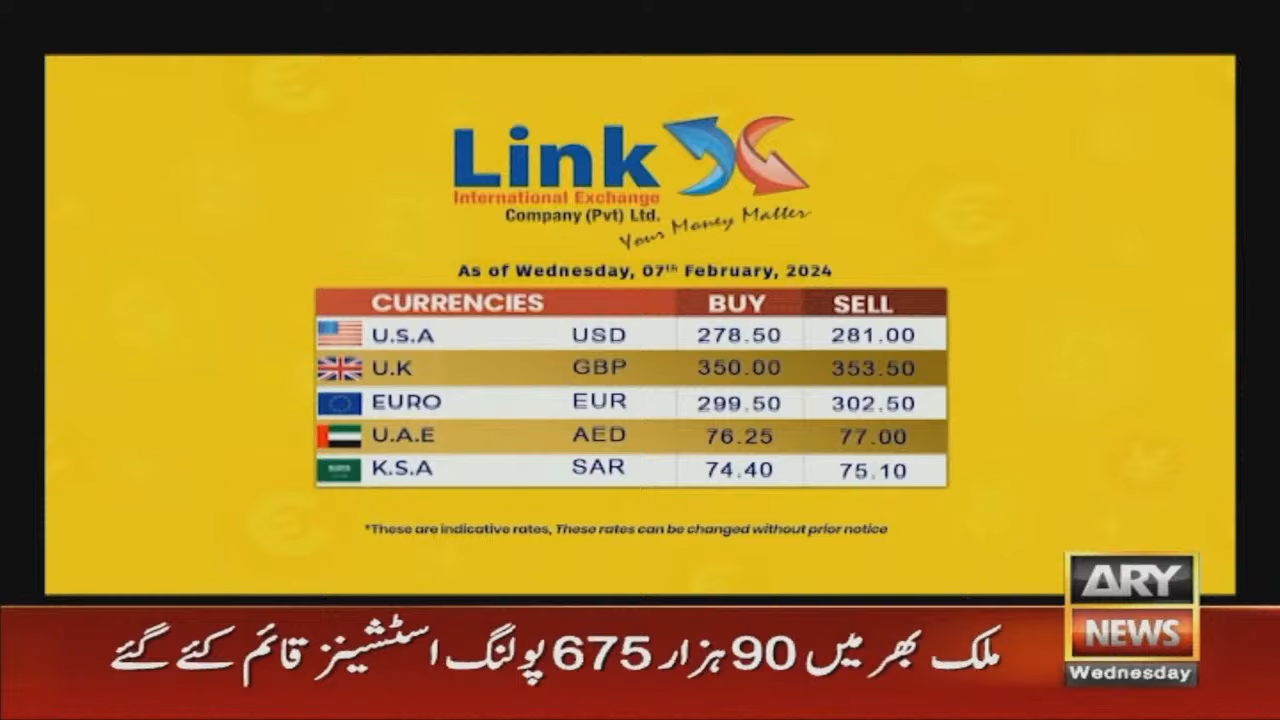 Link
International Exchange
Company (Pvt) Ltd.
Your Money Matter
As of Wednesday, 07th February, 2024
CURRENCIES BUY SELL
U.S.A USD 278.50 281.00
U.K GBP 350.00 353.50
EURO EUR 299.50 302.50
U.A.E AED 76.25 77.00
K.S.A SAR 74.40 75.10
*These are indicative rates, These rates can be changed without prior notice
ARY
NEWS
Wednesday
ملک بھر میں 90 ہزار 675 پولنگ اسٹشینز قائم کئے گئے